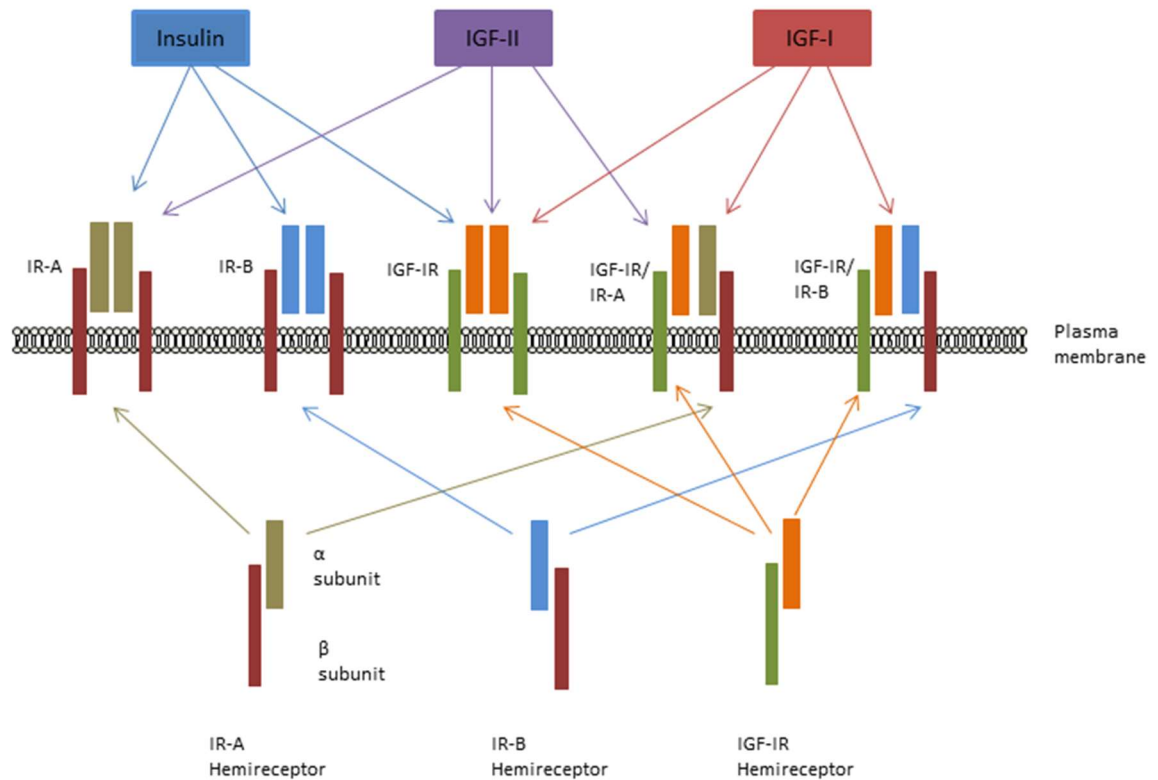 Insulin
IGF-II
IGF-I
IR-A
IR-B
IGF-IR
IGF-IR/
IR-A
IGF-IR/
IR-B
Plasma
membrane
α
subunit
β
subunit
IR-A
Hemireceptor
IR-B
Hemireceptor
IGF-IR
Hemireceptor